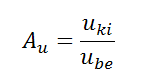 A_u = u_ki / u_be